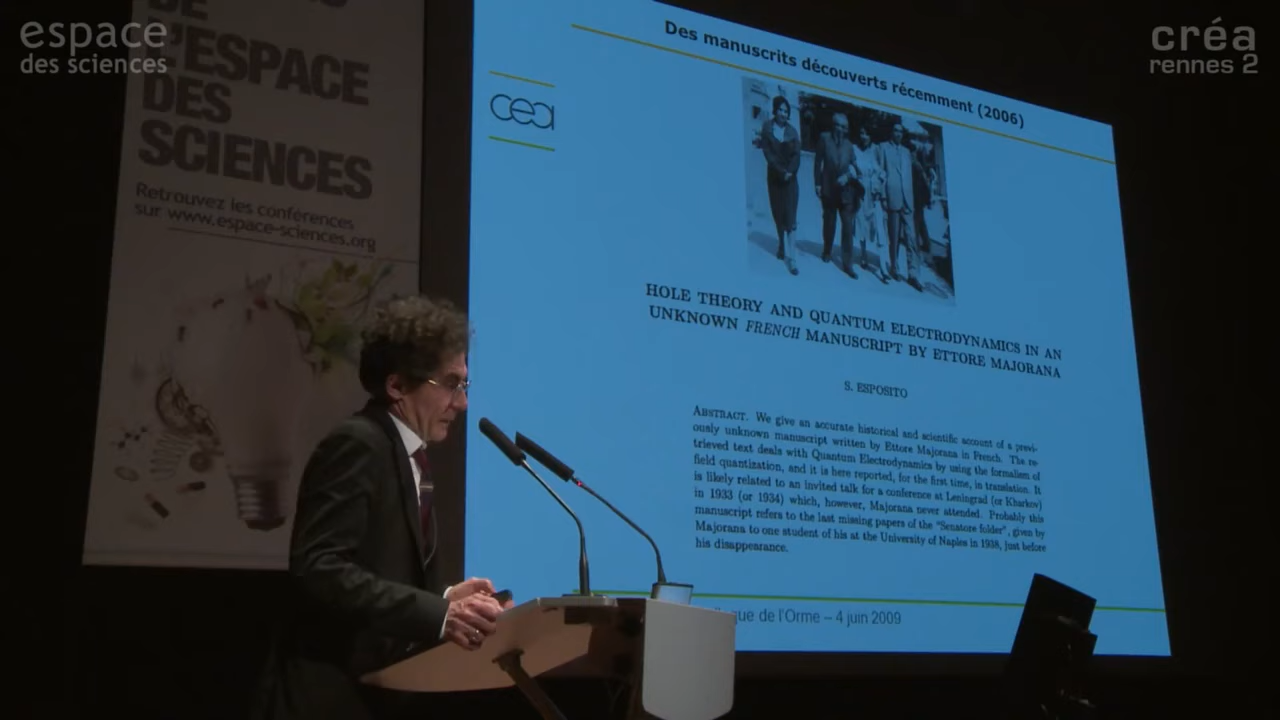 espace
des sciences
créa
rennes 2
DE
L'ESPACE
DES
SCIENCES
Retrouvez les conférences
sur www.espace-sciences.org
Des manuscrits découverts récemment (2006)
cea
HOLE THEORY AND QUANTUM ELECTRODYNAMICS IN AN
UNKNOWN FRENCH MANUSCRIPT BY ETTORE MAJORANA
S. ESPOSITO
ABSTRACT. We give an accurate historical and scientific account of a previ-
ously unknown manuscript written by Ettore Majorana in French. The re-
trieved text deals with Quantum Electrodynamics by using the formalism of
field quantization, and it is here reported, for the first time, in translation. It
is likely related to an invited talk for a conference at Leningrad (or Kharkov)
in 1933 (or 1934) which, however, Majorana never attended. Probably this
manuscript refers to the last missing papers of the "Senatore folder", given by
Majorana to one student of his at the University of Naples in 1938, just before
his disappearance.
de l'Orme – 4 juin 2009